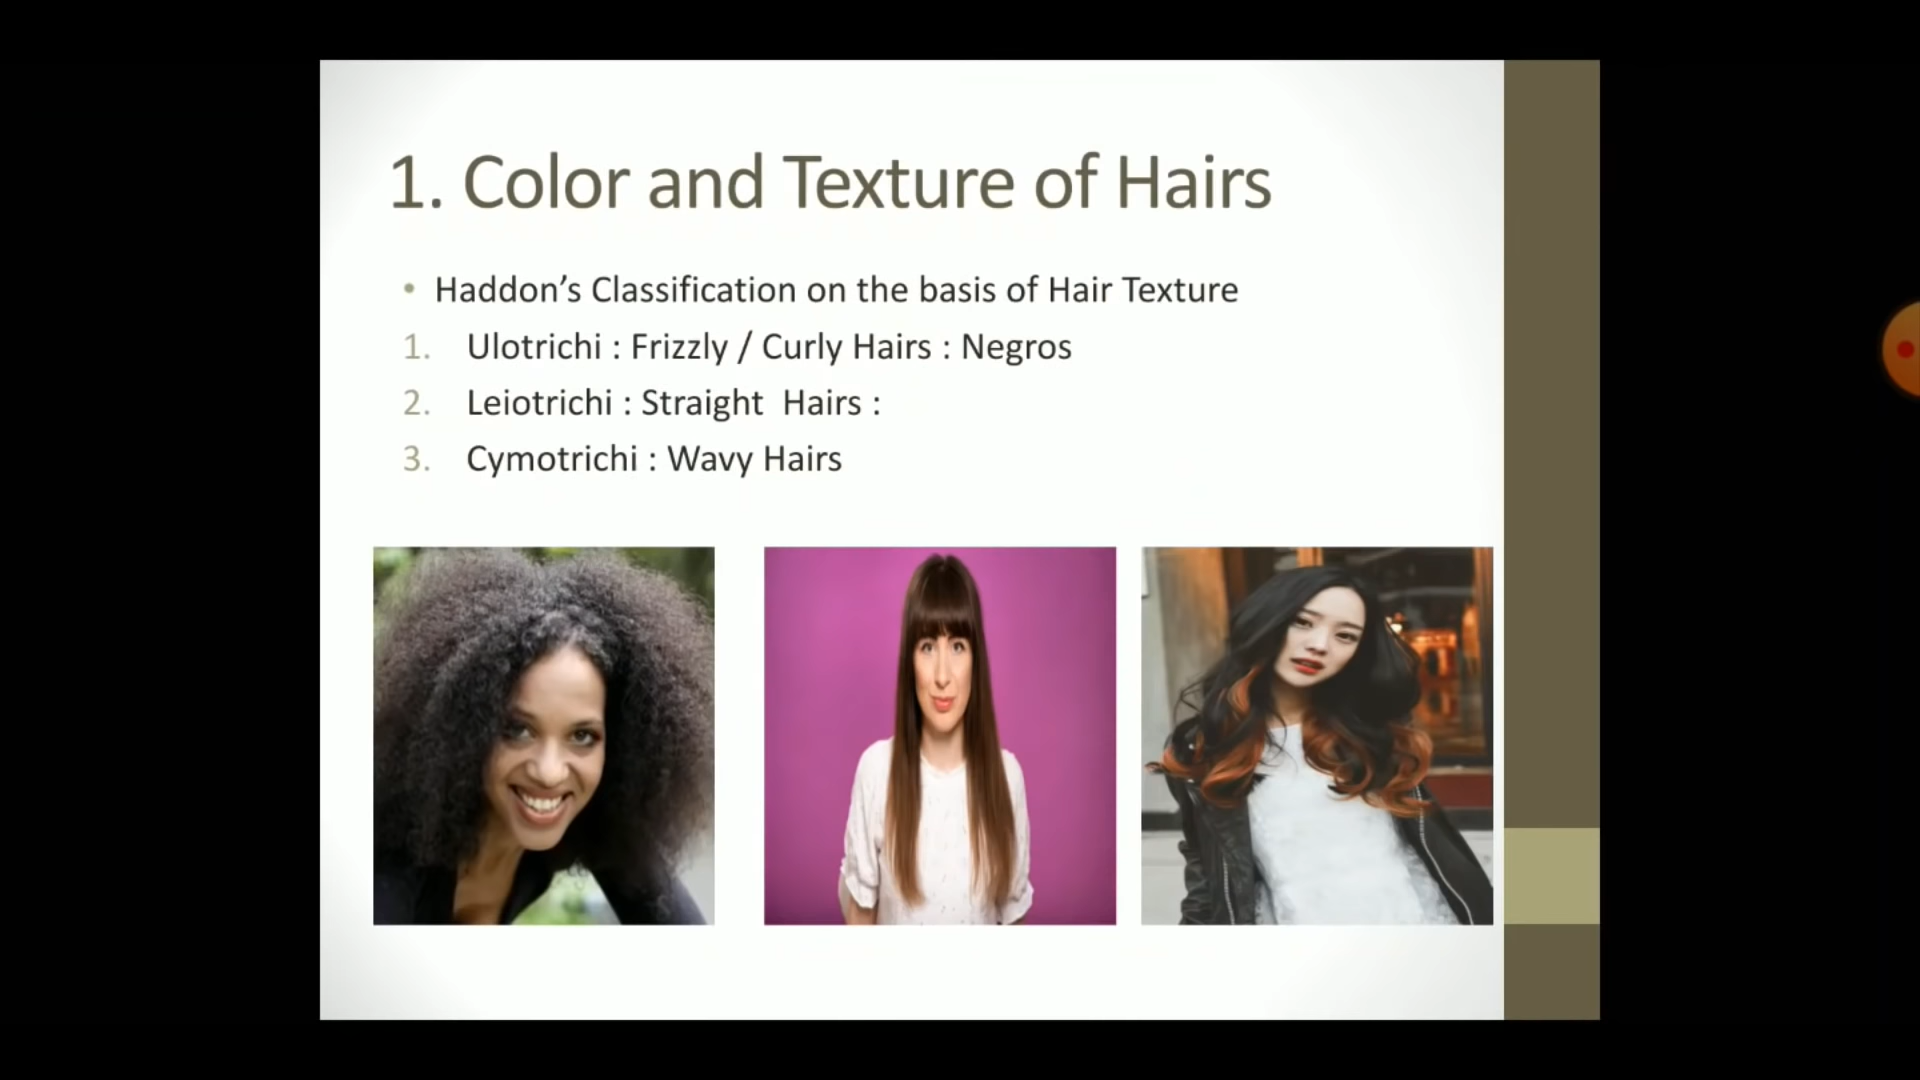 1. Color and Texture of Hairs
• Haddon’s Classification on the basis of Hair Texture
1. Ulotrichi : Frizzly / Curly Hairs : Negros
2. Leiotrichi : Straight  Hairs :
3. Cymotrichi : Wavy Hairs